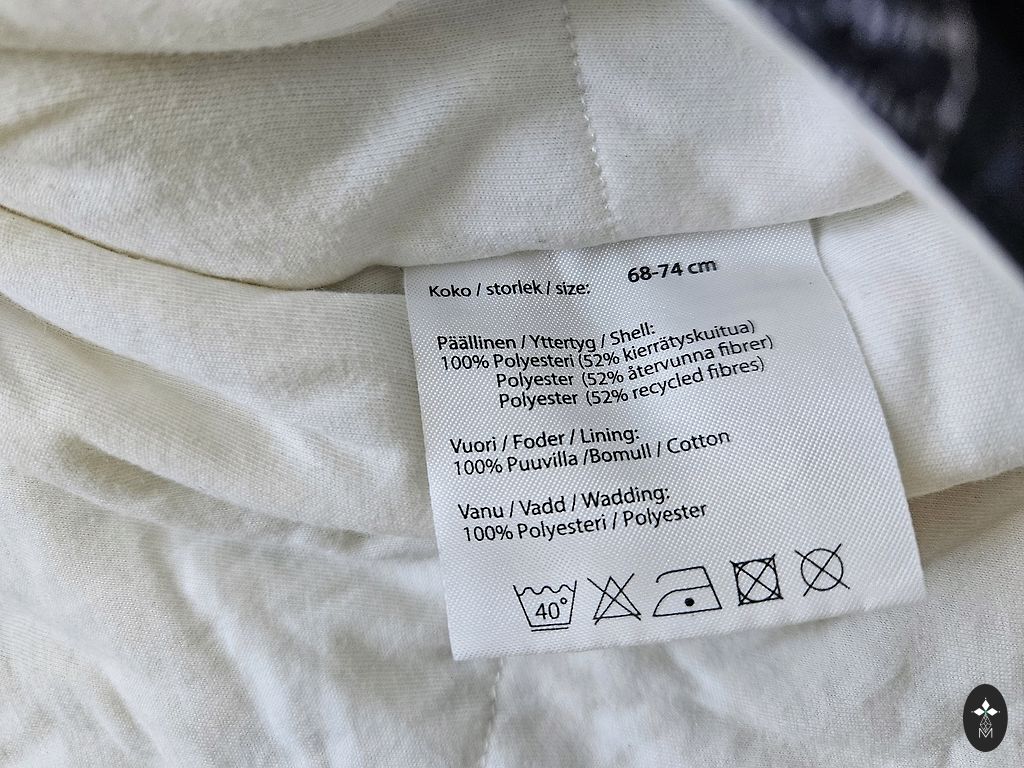 Koko / storlek / size: 68-74 cm
Päällinen / Yttertyg / Shell:
100% Polyesteri (52% kierrätyskuitua)
Polyester (52% återvunna fibrer)
Polyester (52% recycled fibres)
Vuori / Foder / Lining:
100% Puuvilla /Bomull / Cotton
Vanu / Vadd / Wadding:
100% Polyesteri / Polyester
40°
M